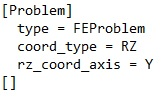 [Problem]
type = FEProblem
coord_type = RZ
rz_coord_axis = Y
[]